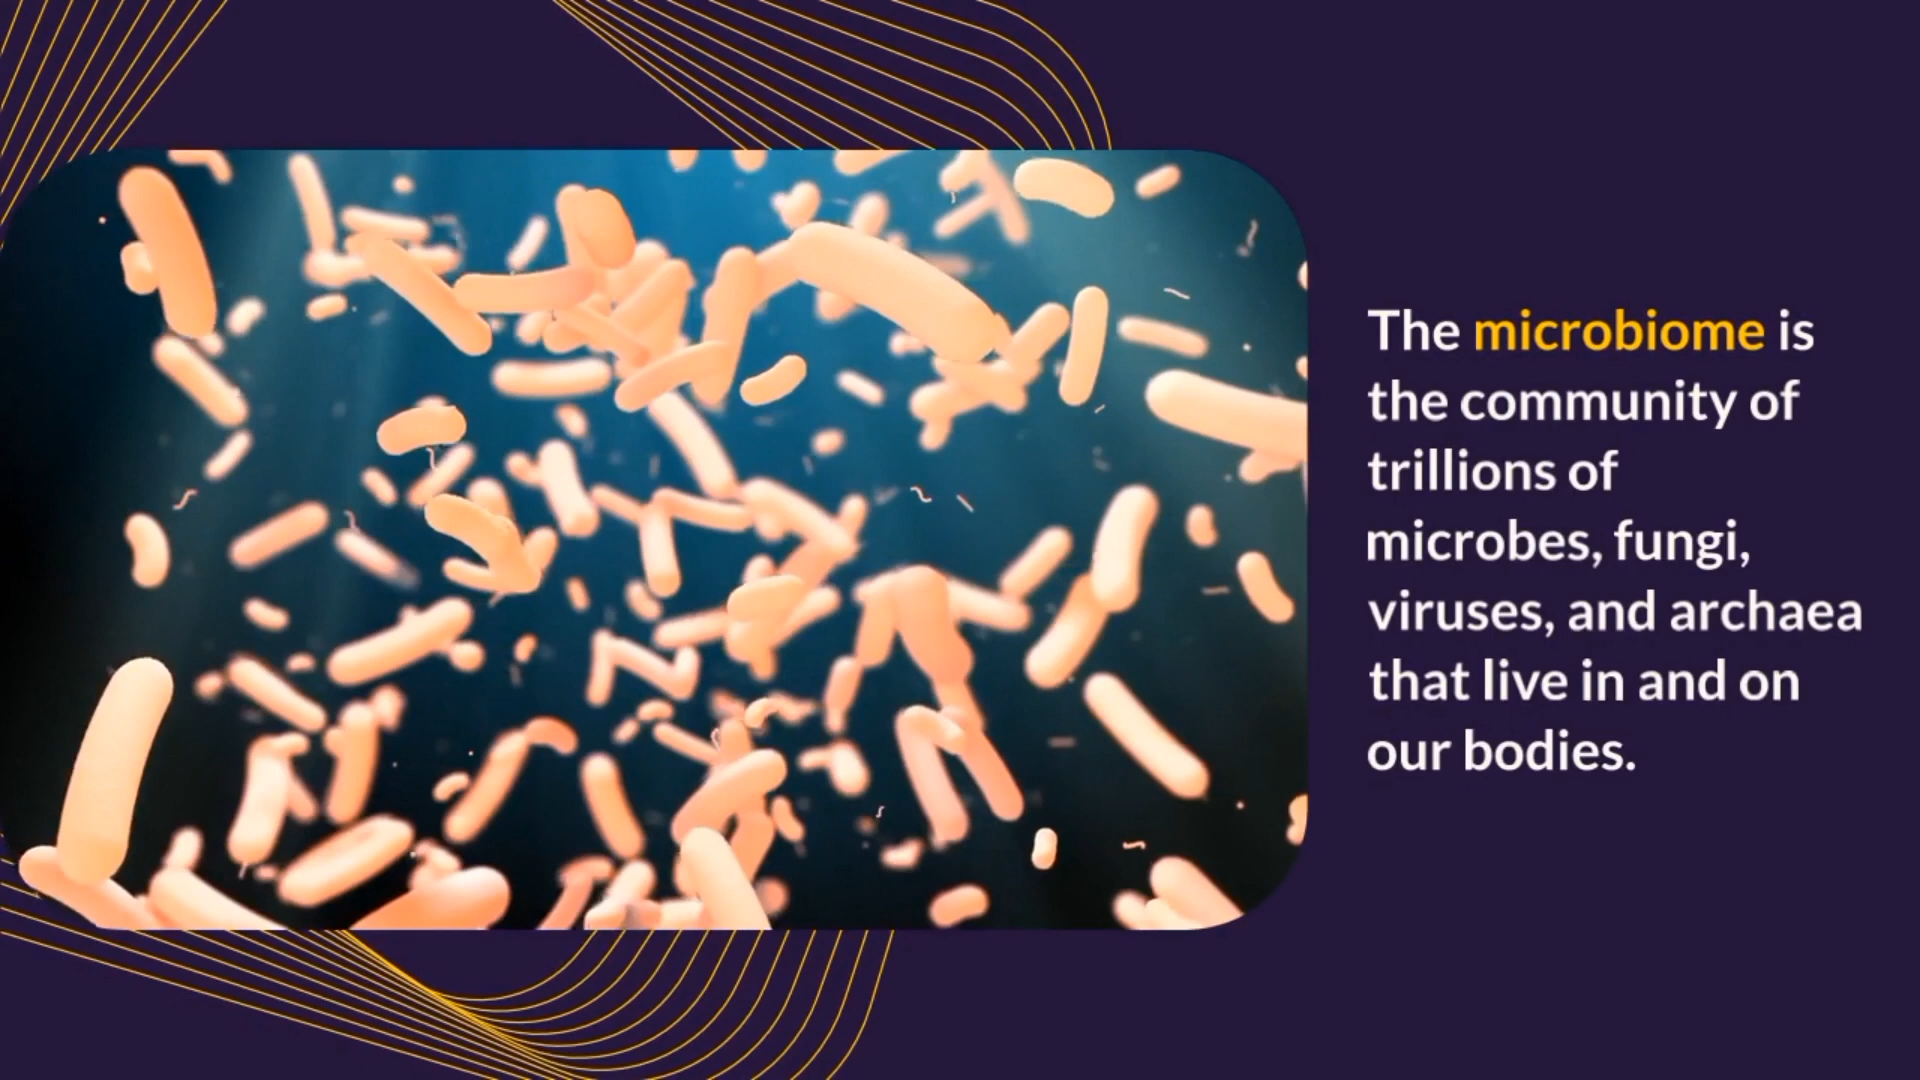 The microbiome is
the community of
trillions of
microbes, fungi,
viruses, and archaea
that live in and on
our bodies.